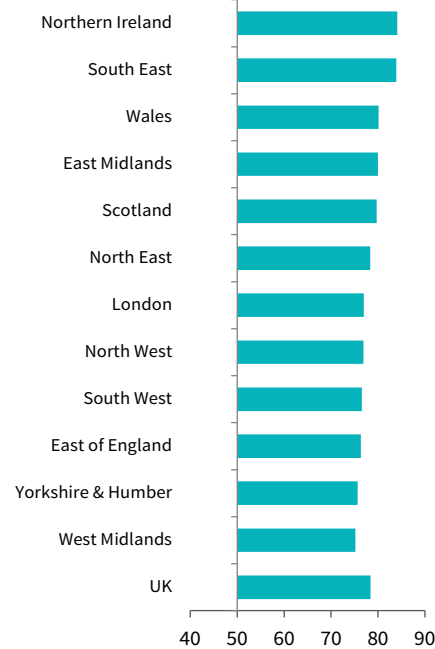 Northern Ireland
South East
Wales
East Midlands
Scotland
North East
London
North West
South West
East of England
Yorkshire & Humber
West Midlands
UK
40 50 60 70 80 90